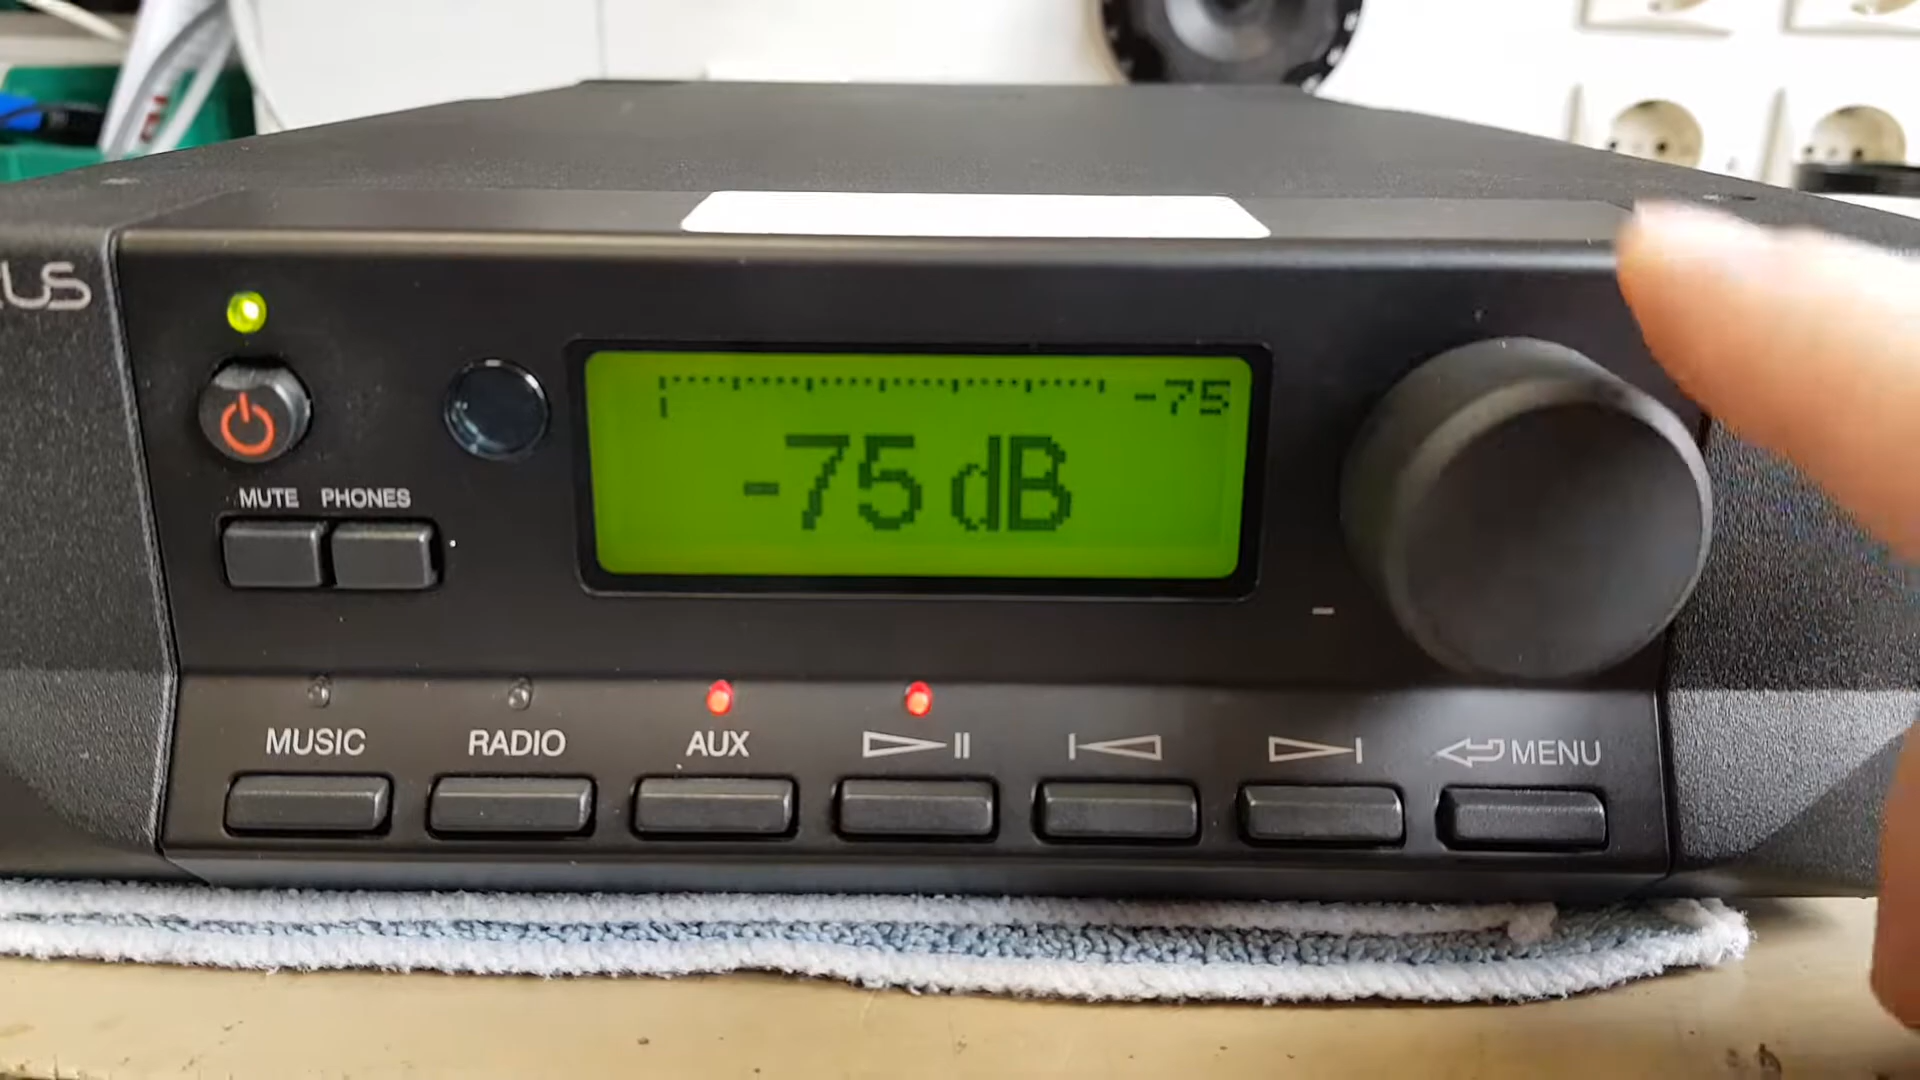 US
-75
-75 dB
MUTE PHONES
MUSIC RADIO AUX MENU